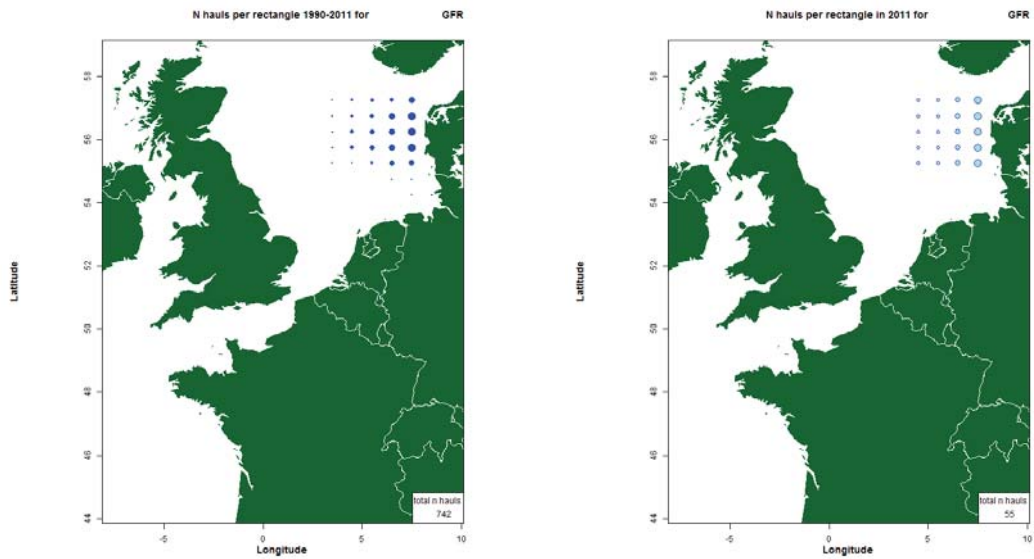 N hauls per rectangle 1990-2011 for GFR
58
56
54
52
50
48
46
44
Latitude
-5 0 5 10
Longitude
total n hauls
742
N hauls per rectangle in 2011 for GFR
58
56
54
52
50
48
46
44
Latitude
-5 0 5 10
Longitude
total n hauls
55